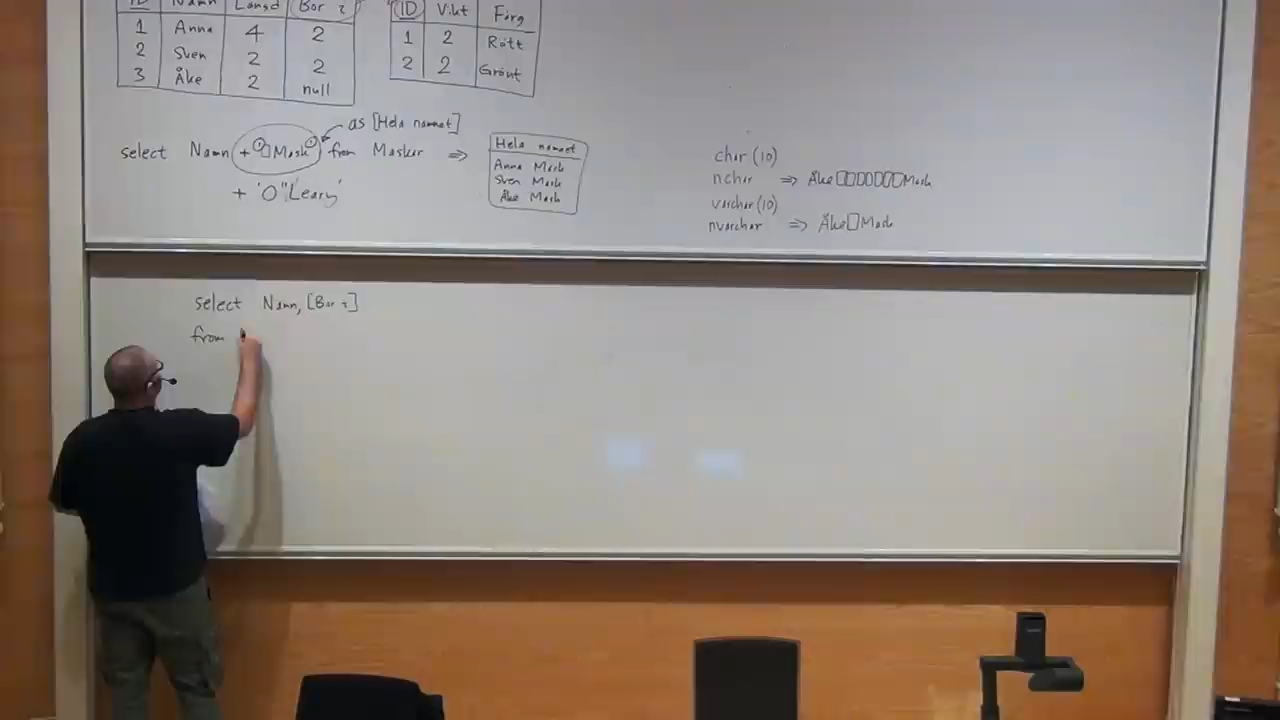 ID Namn Längd Bor i
1 Anna 4 2
2 Sven 2 2
3 Åke 2 null
ID Vikt Färg
1 2 Rött
2 2 Grönt
as [Hela namnet]
select Namn + '□Mask' from Maskar ⇒
+ 'O''Leary'
Hela namnet
Anna Mask
Sven Mask
Åke Mask
char (10)
nchar ⇒ Åke□□□□□□□Mask
varchar (10)
nvarchar ⇒ Åke□Mask
select Namn, [Bor i]
from